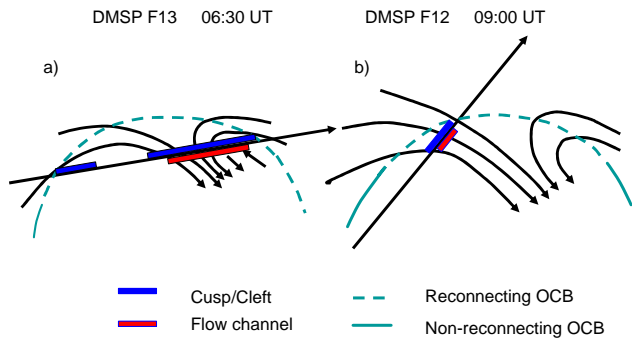 DMSP F13 06:30 UT
DMSP F12 09:00 UT
a)
b)
Cusp/Cleft
Flow channel
Reconnecting OCB
Non-reconnecting OCB